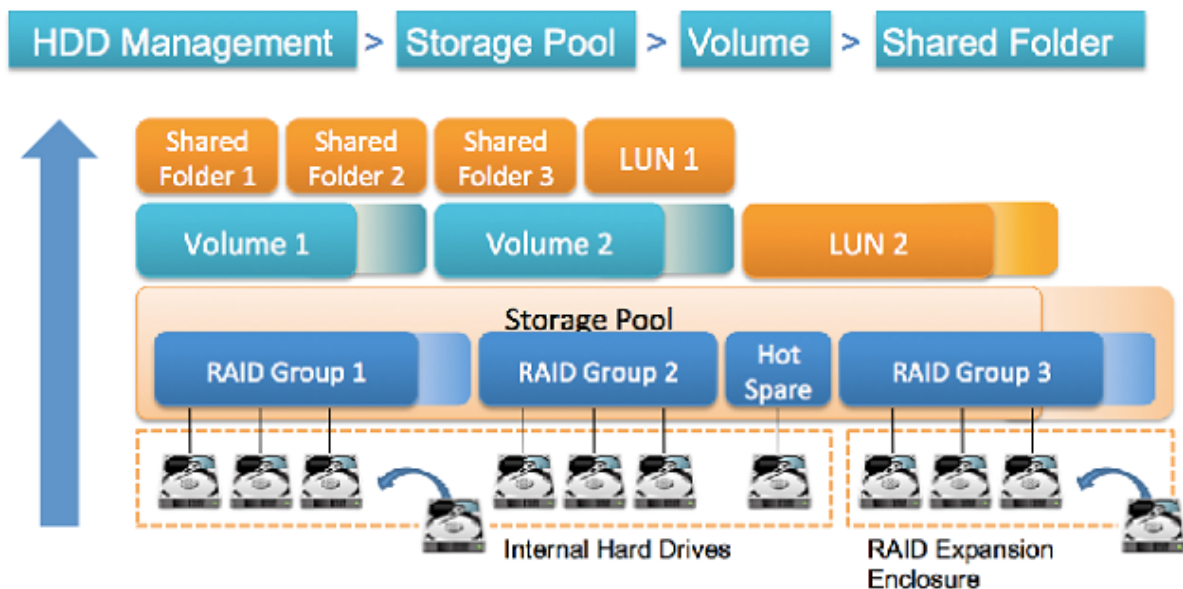 HDD Management > Storage Pool > Volume > Shared Folder
Shared
Folder 1
Shared
Folder 2
Shared
Folder 3
LUN 1
Volume 1
Volume 2
LUN 2
Storage Pool
RAID Group 1
RAID Group 2
Hot
Spare
RAID Group 3
Internal Hard Drives
RAID Expansion
Enclosure